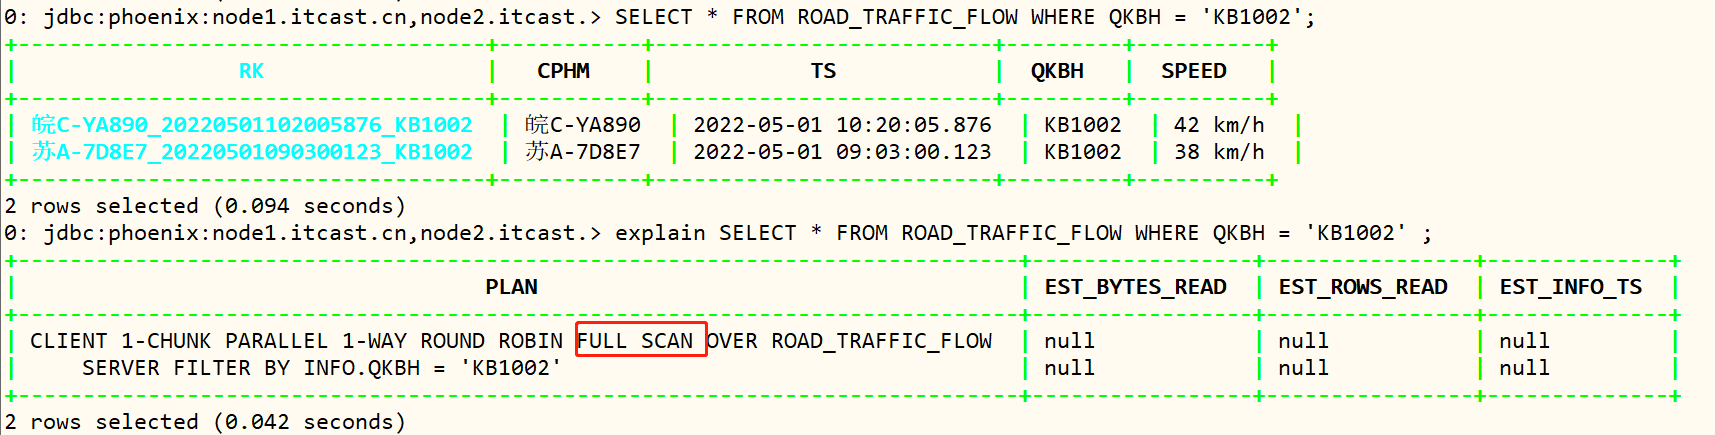 0: jdbc:phoenix:node1.itcast.cn,node2.itcast.> SELECT * FROM ROAD_TRAFFIC_FLOW WHERE QKBH = 'KB1002';
+------------------------------------+------------+--------------------------+---------+----------+
| RK | CPHM | TS | QKBH | SPEED |
+------------------------------------+------------+--------------------------+---------+----------+
| 皖C-YA890_20220501102005876_KB1002 | 皖C-YA890 | 2022-05-01 10:20:05.876 | KB1002 | 42 km/h |
| 苏A-7D8E7_20220501090300123_KB1002 | 苏A-7D8E7 | 2022-05-01 09:03:00.123 | KB1002 | 38 km/h |
+------------------------------------+------------+--------------------------+---------+----------+
2 rows selected (0.094 seconds)
0: jdbc:phoenix:node1.itcast.cn,node2.itcast.> explain SELECT * FROM ROAD_TRAFFIC_FLOW WHERE QKBH = 'KB1002' ;
+-----------------------------------------------------------------------------+-----------------+----------------+--------------+
| PLAN | EST_BYTES_READ | EST_ROWS_READ | EST_INFO_TS |
+-----------------------------------------------------------------------------+-----------------+----------------+--------------+
| CLIENT 1-CHUNK PARALLEL 1-WAY ROUND ROBIN FULL SCAN OVER ROAD_TRAFFIC_FLOW | null | null | null |
| SERVER FILTER BY INFO.QKBH = 'KB1002' | null | null | null |
+-----------------------------------------------------------------------------+-----------------+----------------+--------------+
2 rows selected (0.042 seconds)